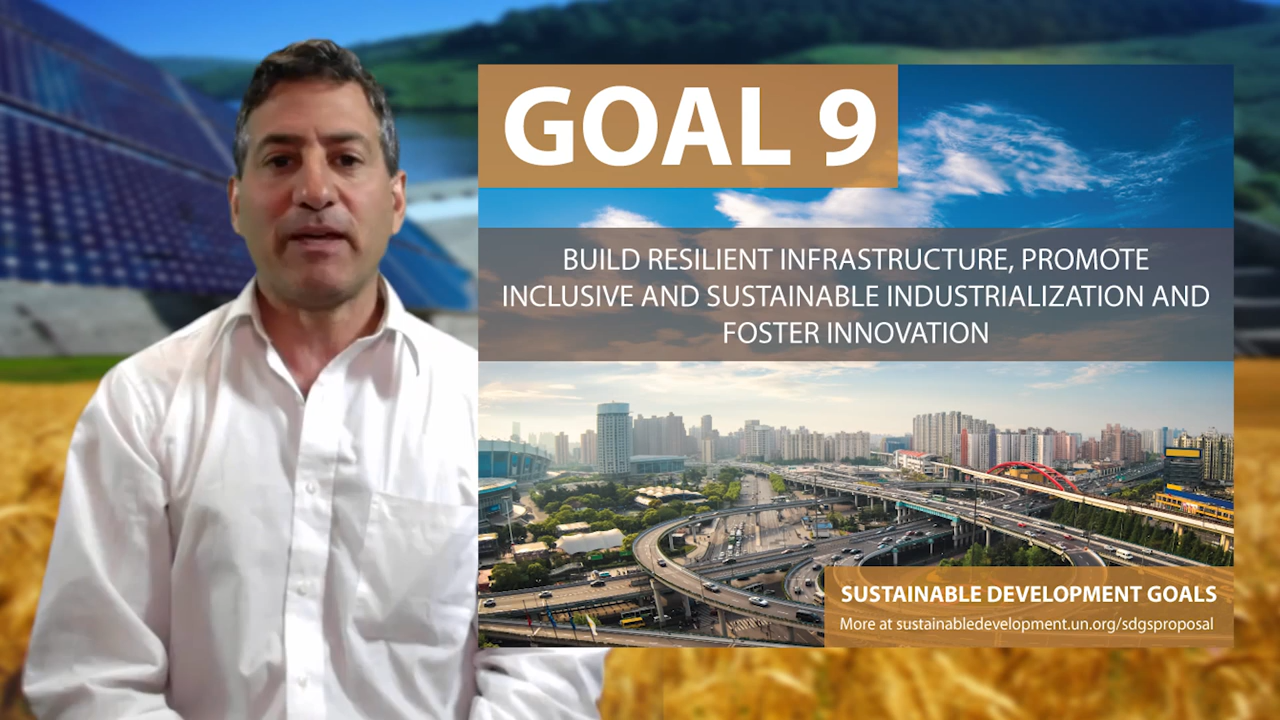 GOAL 9
BUILD RESILIENT INFRASTRUCTURE, PROMOTE
INCLUSIVE AND SUSTAINABLE INDUSTRIALIZATION AND
FOSTER INNOVATION
SUSTAINABLE DEVELOPMENT GOALS
More at sustainabledevelopment.un.org/sdgsproposal